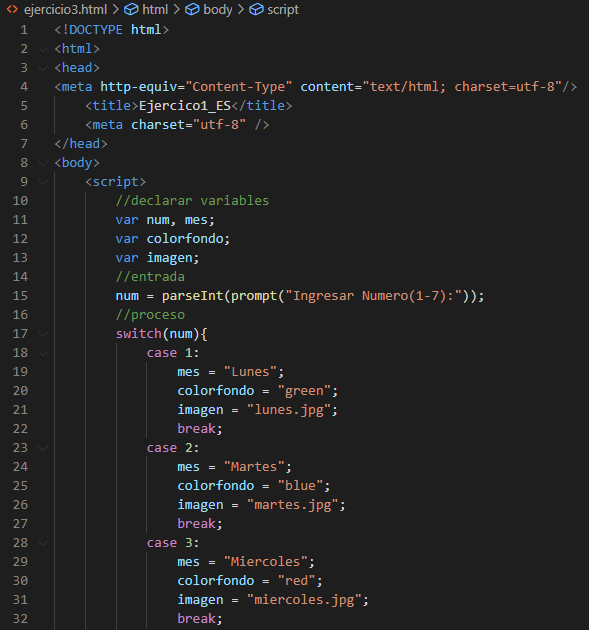 ejercicio3.html > html > body > script
1 <!DOCTYPE html>
2 <html>
3 <head>
4 <meta http-equiv="Content-Type" content="text/html; charset=utf-8"/>
5 <title>Ejercico1_ES</title>
6 <meta charset="utf-8" />
7 </head>
8 <body>
9 <script>
10 //declarar variables
11 var num, mes;
12 var colorfondo;
13 var imagen;
14 //entrada
15 num = parseInt(prompt("Ingresar Numero(1-7):"));
16 //proceso
17 switch(num){
18 case 1:
19 mes = "Lunes";
20 colorfondo = "green";
21 imagen = "lunes.jpg";
22 break;
23 case 2:
24 mes = "Martes";
25 colorfondo = "blue";
26 imagen = "martes.jpg";
27 break;
28 case 3:
29 mes = "Miercoles";
30 colorfondo = "red";
31 imagen = "miercoles.jpg";
32 break;